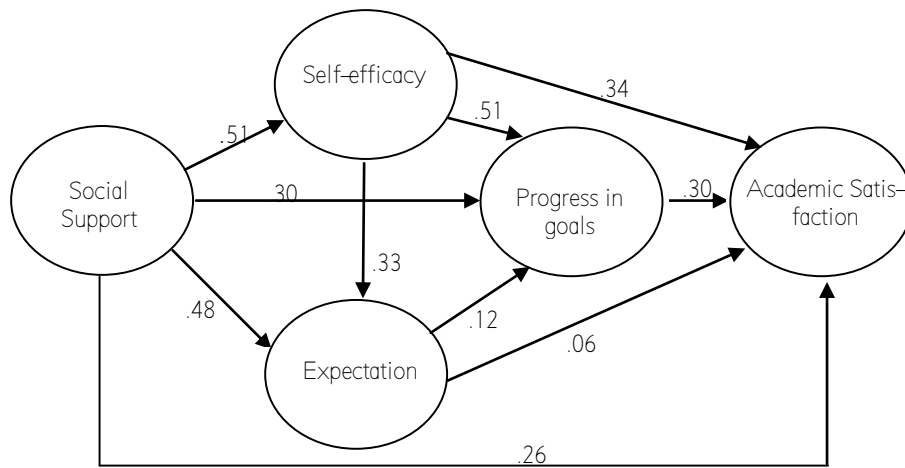 Self-efficacy
.34
.51
.51
Social
Support
.30
Progress in
goals
.30
Academic Satis-
faction
.33
.48
.12
.06
Expectation
.26